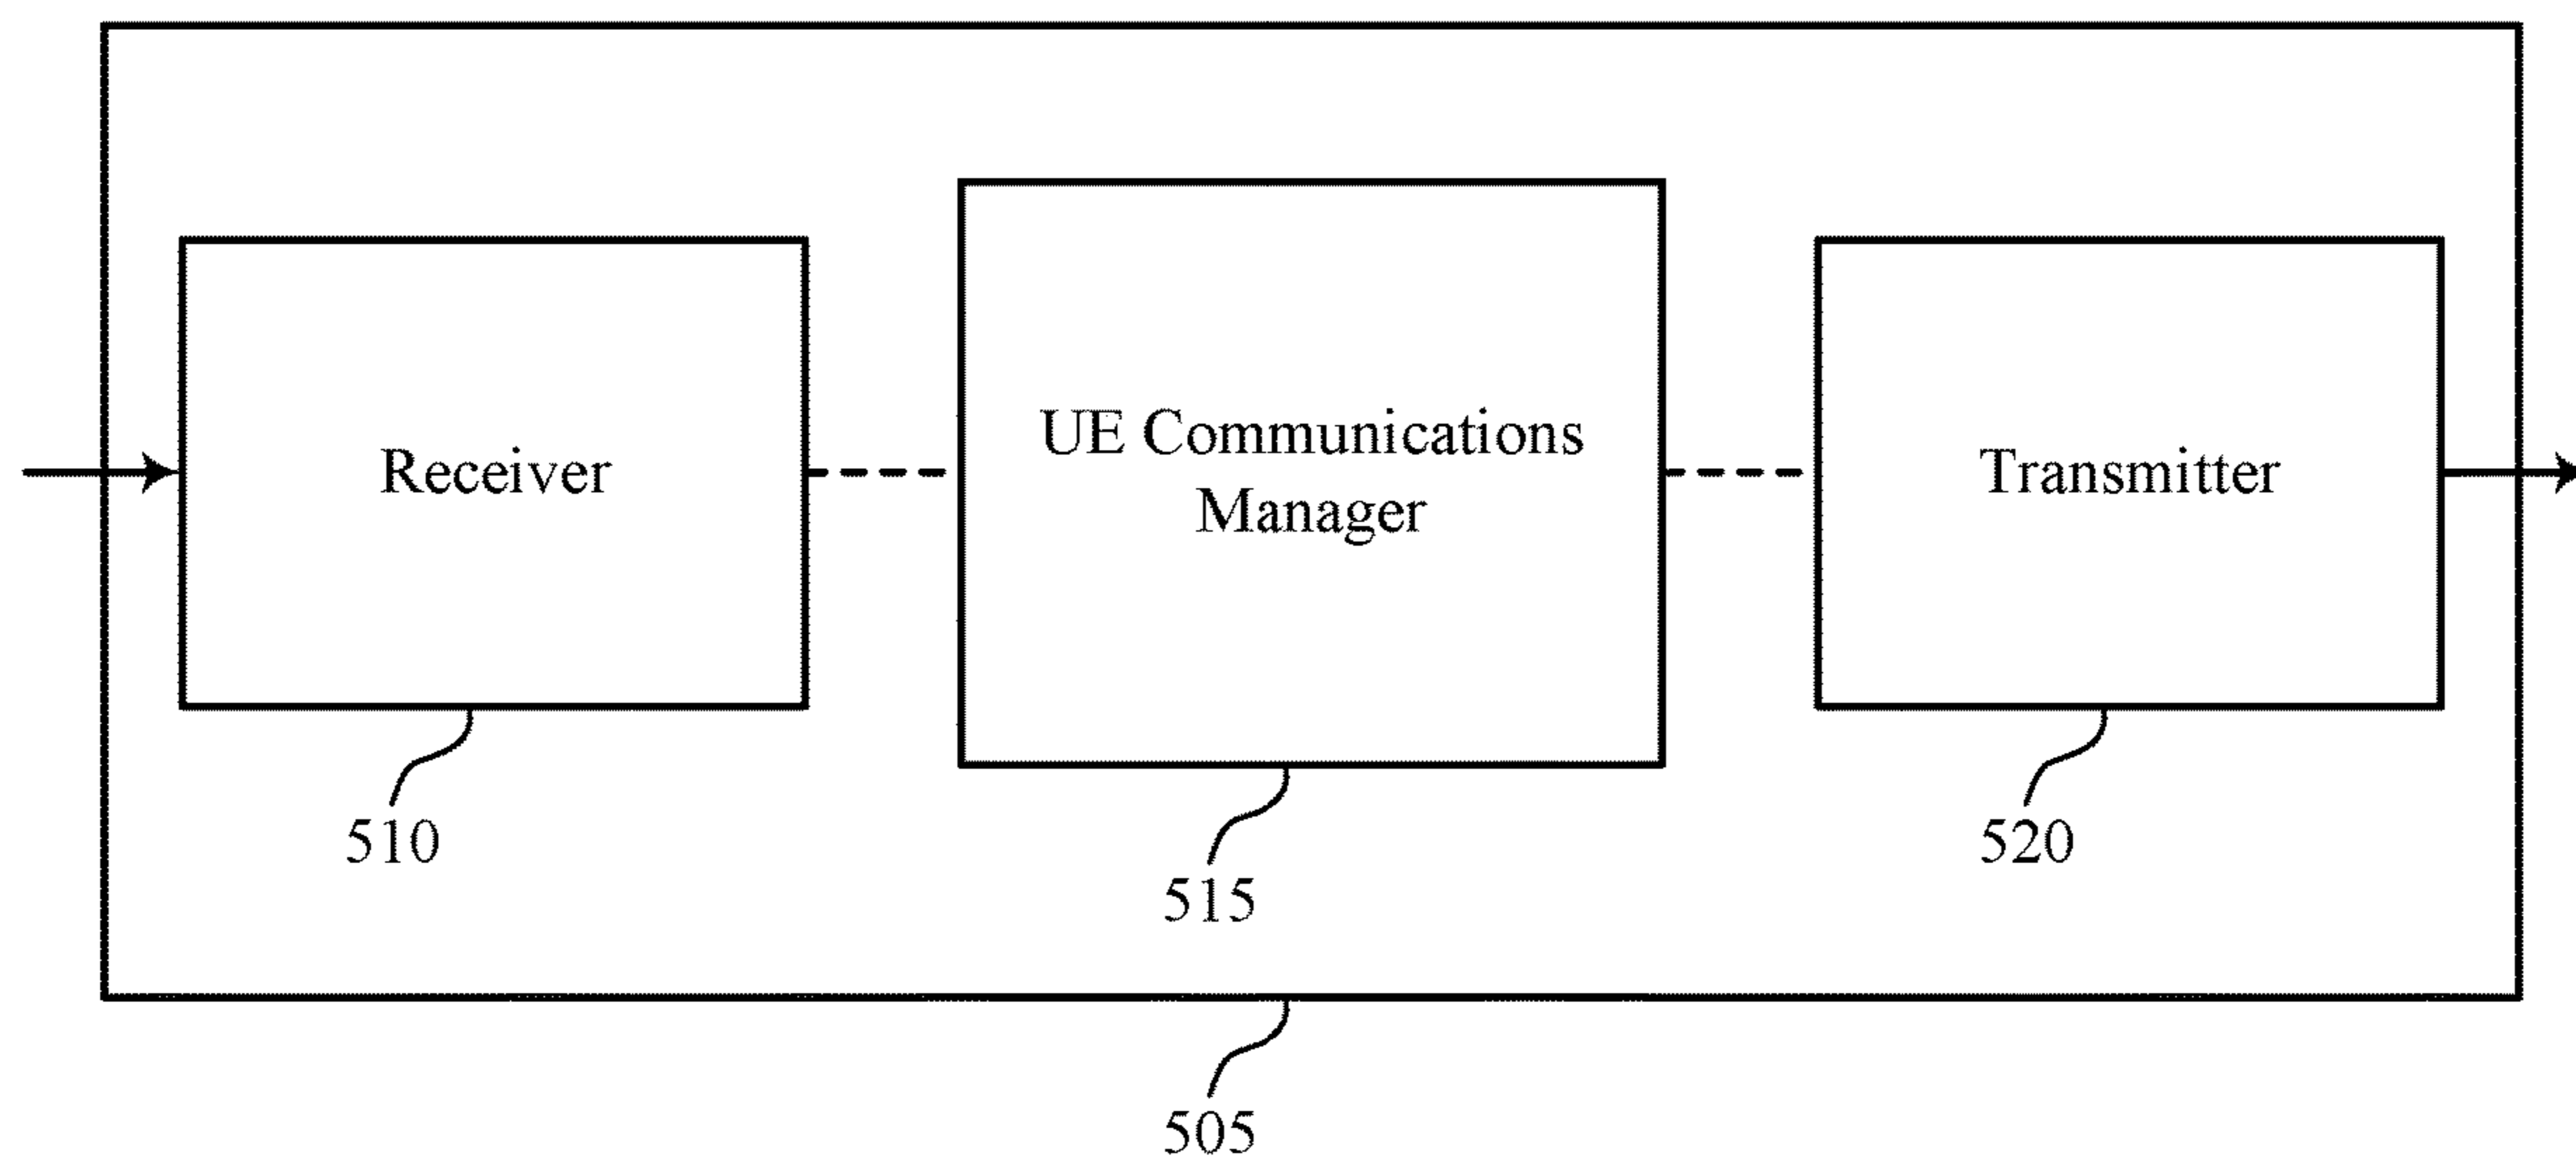 Receiver
UE Communications
Manager
Transmitter
510
515
520
505